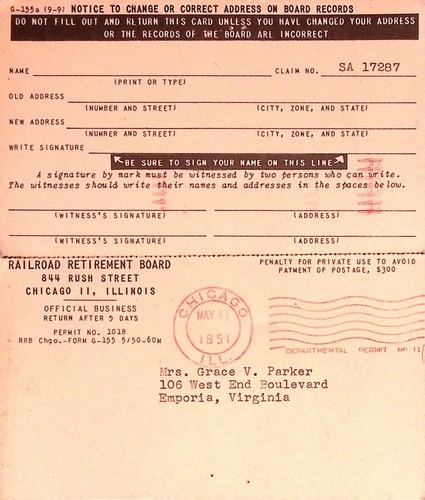 G-155a (9-9) NOTICE TO CHANGE OR CORRECT ADDRESS ON BOARD RECORDS
DO NOT FILL OUT AND RETURN THIS CARD UNLESS YOU HAVE CHANGED YOUR ADDRESS
OR THE RECORDS OF THE BOARD ARE INCORRECT
NAME CLAIM NO. SA 17287
(PRINT OR TYPE)
OLD ADDRESS
(NUMBER AND STREET) (CITY, ZONE, AND STATE)
NEW ADDRESS
(NUMBER AND STREET) (CITY, ZONE, AND STATE)
WRITE SIGNATURE
BE SURE TO SIGN YOUR NAME ON THIS LINE
A signature by mark must be witnessed by two persons who can write.
The witnesses should write their names and addresses in the spaces below.
(WITNESS'S SIGNATURE) (ADDRESS)
(WITNESS'S SIGNATURE) (ADDRESS)
RAILROAD RETIREMENT BOARD
844 RUSH STREET
CHICAGO 11, ILLINOIS
OFFICIAL BUSINESS
RETURN AFTER 5 DAYS
PERMIT NO. 1018
RRB Chgo.-FORM G-155 5/50-60M
PENALTY FOR PRIVATE USE TO AVOID
PAYMENT OF POSTAGE, $300
CHICAGO
MAY 11
1951
ILL.
DEPARTMENTAL PERMIT NO
Mrs. Grace V. Parker
106 West End Boulevard
Emporia, Virginia